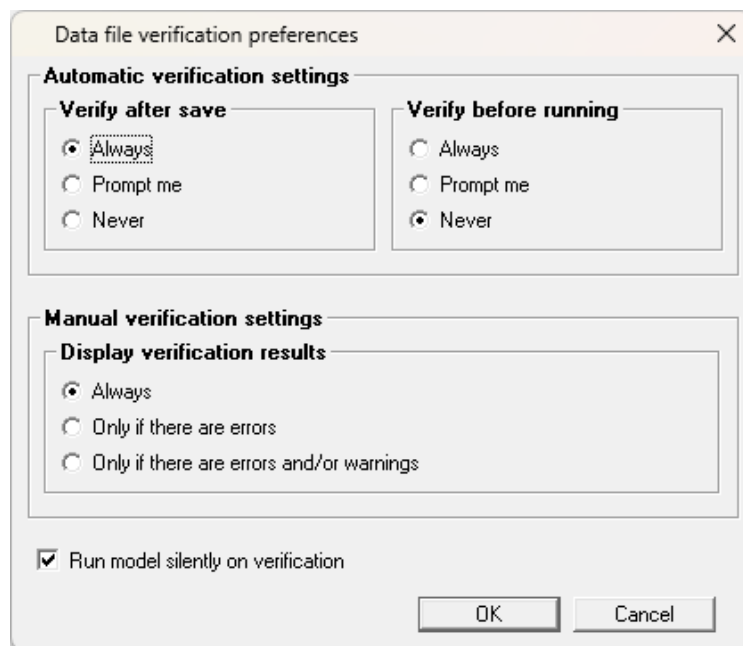 Data file verification preferences
Automatic verification settings
Verify after save
Always
Prompt me
Never
Verify before running
Always
Prompt me
Never
Manual verification settings
Display verification results
Always
Only if there are errors
Only if there are errors and/or warnings
Run model silently on verification
OK
Cancel